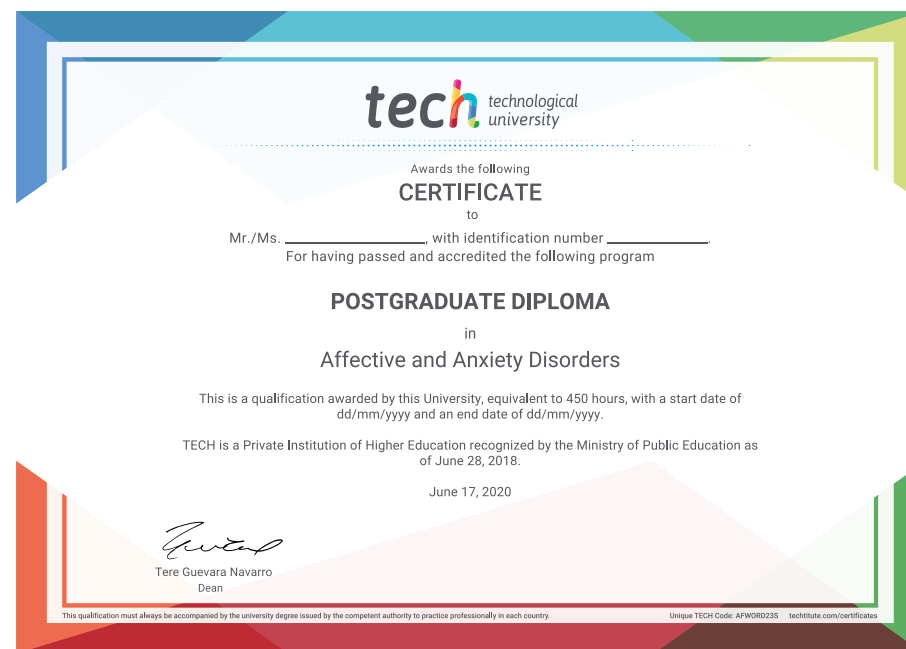 tech technological
university
Awards the following
CERTIFICATE
to
Mr./Ms. ____________, with identification number ____________.
For having passed and accredited the following program
POSTGRADUATE DIPLOMA
in
Affective and Anxiety Disorders
This is a qualification awarded by this University, equivalent to 450 hours, with a start date of
dd/mm/yyyy and an end date of dd/mm/yyyy.
TECH is a Private Institution of Higher Education recognized by the Ministry of Public Education as
of June 28, 2018.
June 17, 2020
Tere Guevara Navarro
Dean
This qualification must always be accompanied by the university degree issued by the competent authority to practice professionally in each country.
Unique TECH Code: AFWORD23S techtitute.com/certificates